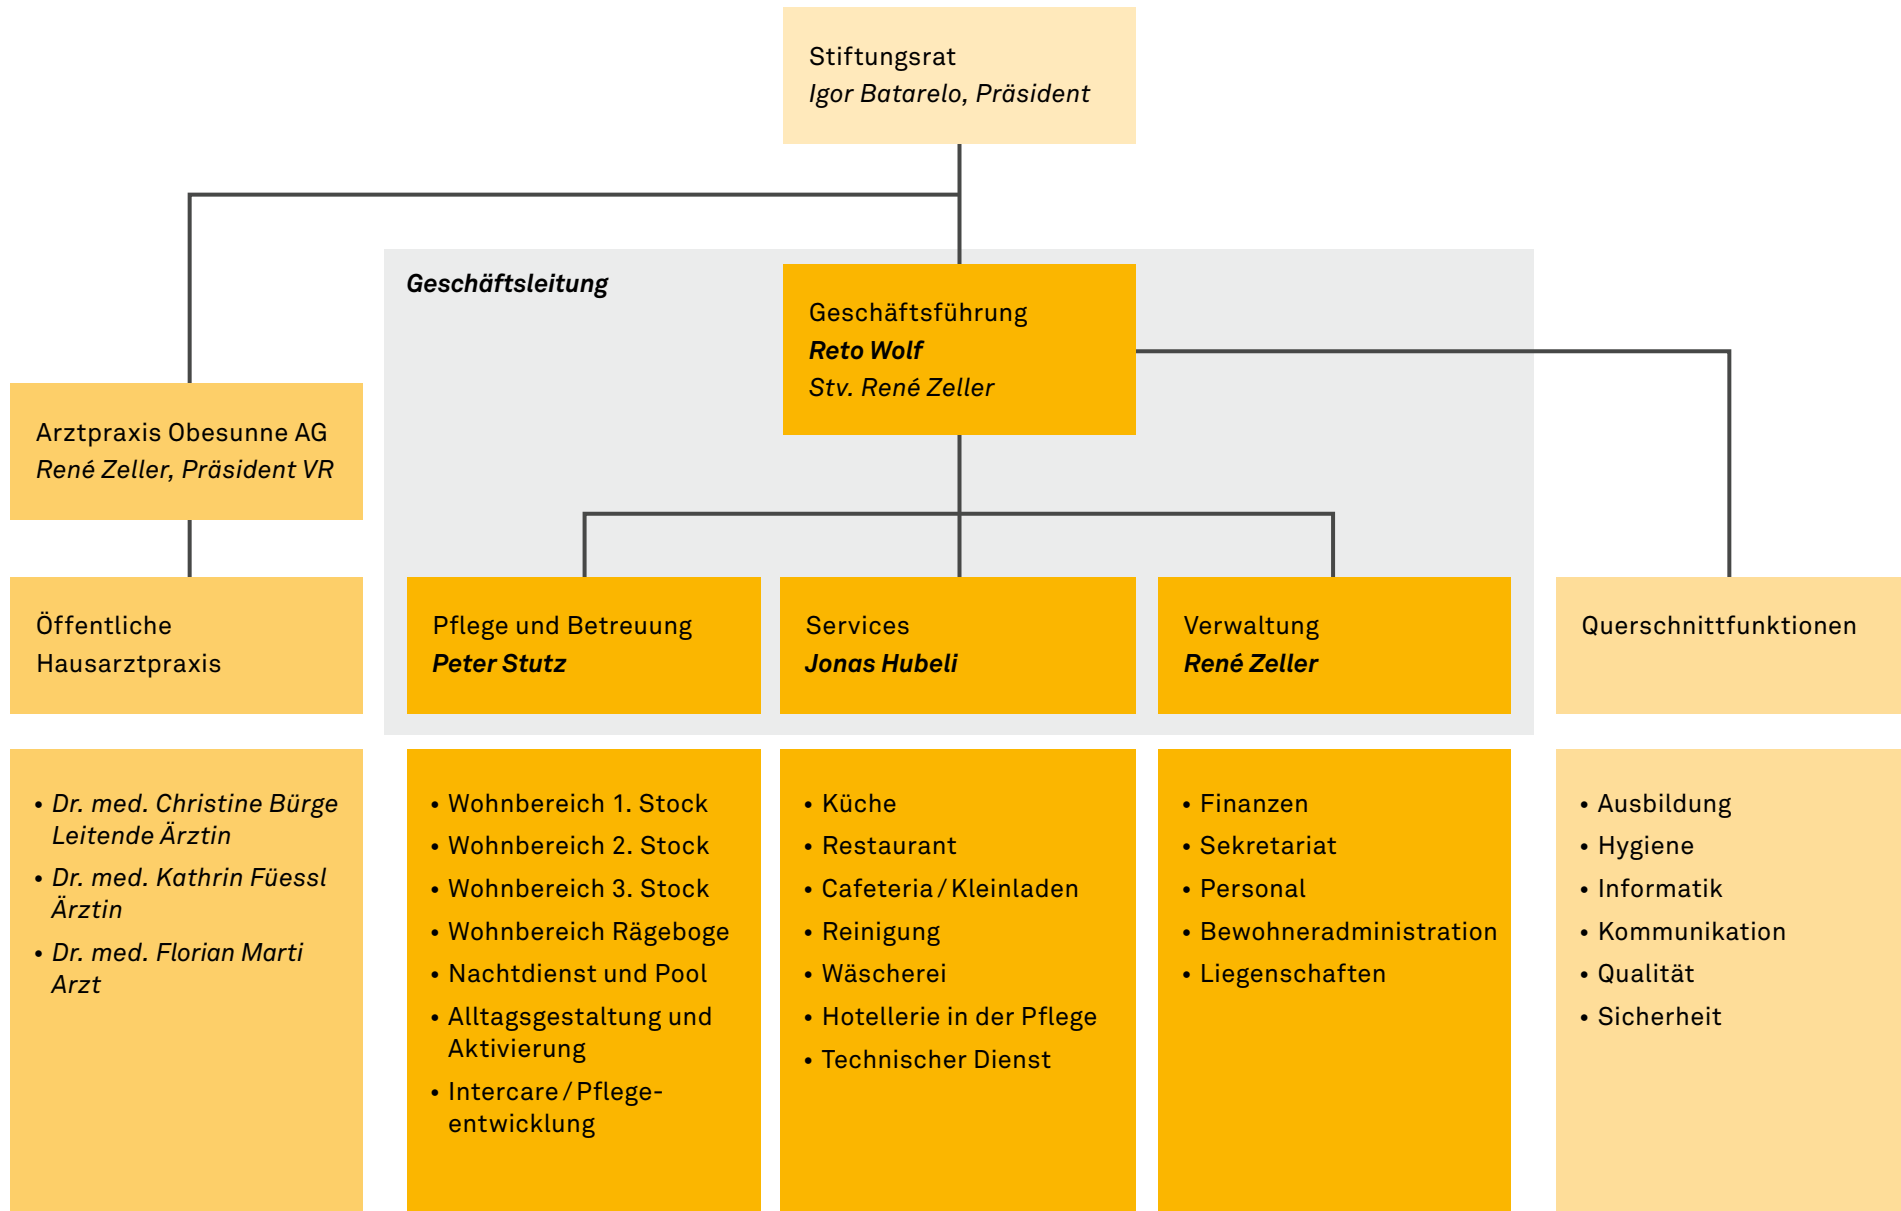 Stiftungsrat
Igor Batarelo, Präsident
Geschäftsleitung
Geschäftsführung
Reto Wolf
Stv. René Zeller
Arztpraxis Obesunne AG
René Zeller, Präsident VR
Öffentliche
Hausarztpraxis
Pflege und Betreuung
Peter Stutz
Services
Jonas Hubeli
Verwaltung
René Zeller
Querschnittfunktionen
• Dr. med. Christine Bürge
Leitende Ärztin
• Dr. med. Kathrin Füessl
Ärztin
• Dr. med. Florian Marti
Arzt
• Wohnbereich 1. Stock
• Wohnbereich 2. Stock
• Wohnbereich 3. Stock
• Wohnbereich Rägeboge
• Nachtdienst und Pool
• Alltagsgestaltung und
Aktivierung
• Intercare / Pflege-
entwicklung
• Küche
• Restaurant
• Cafeteria / Kleinladen
• Reinigung
• Wäscherei
• Hotellerie in der Pflege
• Technischer Dienst
• Finanzen
• Sekretariat
• Personal
• Bewohneradministration
• Liegenschaften
• Ausbildung
• Hygiene
• Informatik
• Kommunikation
• Qualität
• Sicherheit